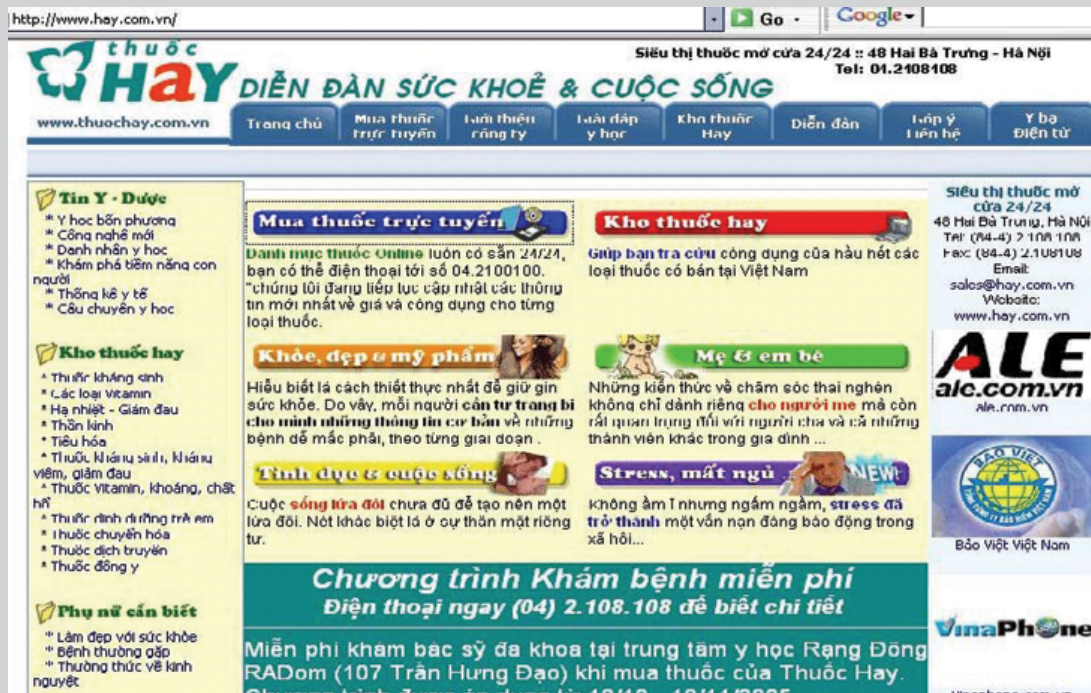 http://www.hay.com.vn/
Go
Google
thuốc
HaY
DIỄN ĐÀN SỨC KHOẺ & CUỘC SỐNG
Siêu thị thuốc mở cửa 24/24 :: 48 Hai Bà Trưng - Hà Nội
Tel: 04.2108108
www.thuochay.com.vn
Trang chủ
Mua thuốc trực tuyến
Giới thiệu công ty
Giải đáp y học
Kho thuốc Hay
Diễn đàn
Góp ý Liên hệ
Y bạ Điện tử
Tin Y - Dược
* Y học bốn phương
* Công nghệ mới
* Danh nhân y học
* Khám phá tiềm năng con
người
* Thống kê y tế
* Câu chuyện y học
Kho thuốc hay
* Thuốc kháng sinh
* Các loại Vitamin
* Hạ nhiệt - Giảm đau
* Thần kinh
* Tiêu hóa
* Thuốc kháng sinh, kháng
viêm, giảm đau
* Thuốc Vitamin, khoáng, chất
bổ
* Thuốc dinh dưỡng trẻ em
* Thuốc chuyển hóa
* Thuốc dịch truyền
* Thuốc đông y
Phụ nữ cần biết
* Làm đẹp với sức khỏe
* Bệnh thường gặp
* Thường thức về kinh
nguyệt
Mua thuốc trực tuyến
Danh mục thuốc Online luôn có sẵn 24/24,
bạn có thể điện thoại tới số 04.2100100.
"chúng tôi đang tiếp tục cập nhật các thông
tin mới nhất về giá và công dụng cho từng
loại thuốc.
Kho thuốc hay
Giúp bạn tra cứu công dụng của hầu hết các
loại thuốc có bán tại Việt Nam
Khỏe, đẹp & mỹ phẩm
Hiểu biết là cách thiết thực nhất để giữ gìn
sức khỏe. Do vậy, mỗi người cần tự trang bị
cho mình những thông tin cơ bản về những
bệnh dễ mắc phải, theo từng giai đoạn .
Mẹ & em bé
Những kiến thức về chăm sóc thai nghén
không chỉ dành riêng cho người mẹ mà còn
rất quan trọng đối với người cha và cả những
thành viên khác trong gia đình ...
Tình dục & cuộc sống
Cuộc sống lứa đôi chưa đủ để tạo nên một
lứa đôi. Nét khác biệt là ở sự thân mật riêng
tư.
Stress, mất ngủ
NEW!
Không ầm ĩ nhưng ngấm ngầm, stress đã
trở thành một vấn nạn đáng báo động trong
xã hội...
Chương trình Khám bệnh miễn phí
Điện thoại ngay (04) 2.108.108 để biết chi tiết
Miễn phí khám bác sỹ đa khoa tại trung tâm y học Rạng Đông
RADom (107 Trần Hưng Đạo) khi mua thuốc của Thuốc Hay.
Siêu thị thuốc mở
cửa 24/24
48 Hai Bà Trưng, Hà Nội
Tel: (84-4) 2.108.108
Fax: (84-4) 2.108108
Email:
sales@hay.com.vn
Website:
www.hay.com.vn
ALE
alc.com.vn
ale.com.vn
BẢO VIỆT
Bảo Việt Việt Nam
VinaPhone